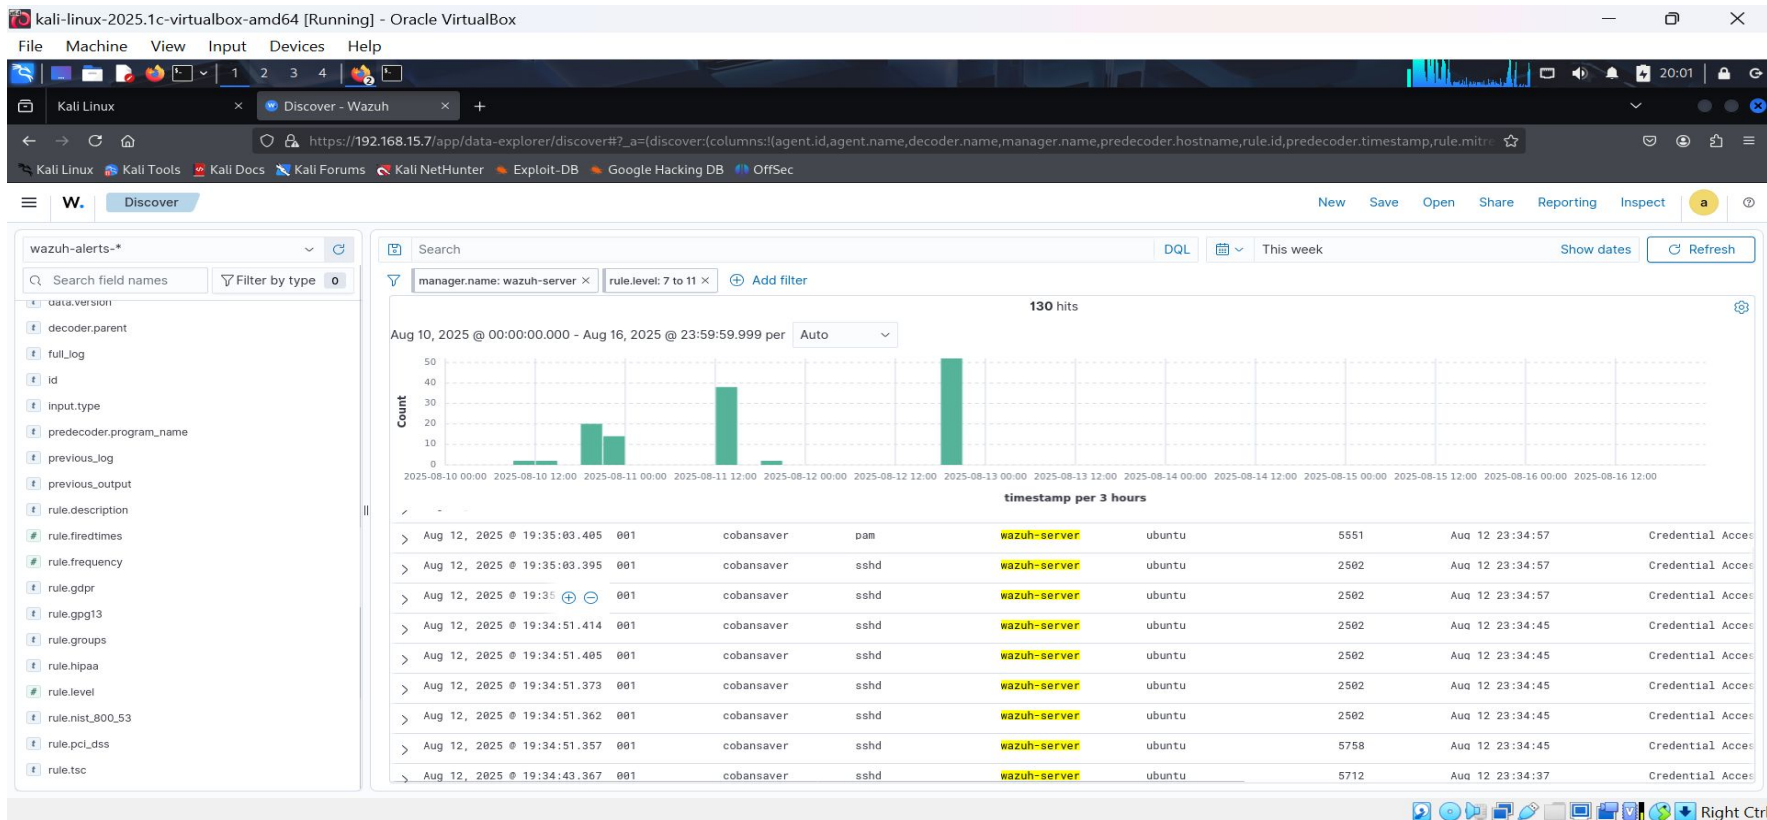 kali-linux-2025.1c-virtualbox-amd64 [Running] - Oracle VirtualBox
File Machine View Input Devices Help
1 2 3 4 2 20:01
Kali Linux × Discover - Wazuh × +
https://192.168.15.7/app/data-explorer/discover#?_a=(discover:(columns:!(agent.id,agent.name,decoder.name,manager.name,predecoder.hostname,rule.id,predecoder.timestamp,rule.mitre
Kali Linux Kali Tools Kali Docs Kali Forums Kali NetHunter Exploit-DB Google Hacking DB OffSec
W. Discover New Save Open Share Reporting Inspect a
wazuh-alerts-* Search DQL This week Show dates Refresh
Search field names Filter by type 0 manager.name: wazuh-server × rule.level: 7 to 11 × Add filter
130 hits
Aug 10, 2025 @ 00:00:00.000 - Aug 16, 2025 @ 23:59:59.999 per Auto
t data.version
t decoder.parent
t full_log
t id
t input.type
t predecoder.program_name
t previous_log
t previous_output
t rule.description
# rule.firedtimes
# rule.frequency
t rule.gdpr
t rule.gpg13
t rule.groups
t rule.hipaa
# rule.level
t rule.nist_800_53
t rule.pci_dss
t rule.tsc
Count
50
40
30
20
10
0
2025-08-10 00:00 2025-08-10 12:00 2025-08-11 00:00 2025-08-11 12:00 2025-08-12 00:00 2025-08-12 12:00 2025-08-13 00:00 2025-08-13 12:00 2025-08-14 00:00 2025-08-14 12:00 2025-08-15 00:00 2025-08-15 12:00 2025-08-16 00:00 2025-08-16 12:00
timestamp per 3 hours
Aug 12, 2025 @ 19:35:03.405 001 cobansaver pam wazuh-server ubuntu 5551 Aug 12 23:34:57 Credential Acces
Aug 12, 2025 @ 19:35:03.395 001 cobansaver sshd wazuh-server ubuntu 2502 Aug 12 23:34:57 Credential Acces
Aug 12, 2025 @ 19:35 001 cobansaver sshd wazuh-server ubuntu 2502 Aug 12 23:34:57 Credential Acces
Aug 12, 2025 @ 19:34:51.414 001 cobansaver sshd wazuh-server ubuntu 2502 Aug 12 23:34:45 Credential Acces
Aug 12, 2025 @ 19:34:51.405 001 cobansaver sshd wazuh-server ubuntu 2502 Aug 12 23:34:45 Credential Acces
Aug 12, 2025 @ 19:34:51.373 001 cobansaver sshd wazuh-server ubuntu 2502 Aug 12 23:34:45 Credential Acces
Aug 12, 2025 @ 19:34:51.362 001 cobansaver sshd wazuh-server ubuntu 2502 Aug 12 23:34:45 Credential Acces
Aug 12, 2025 @ 19:34:51.357 001 cobansaver sshd wazuh-server ubuntu 5758 Aug 12 23:34:45 Credential Acces
Aug 12, 2025 @ 19:34:43.367 001 cobansaver sshd wazuh-server ubuntu 5712 Aug 12 23:34:37 Credential Acces
Right Ctrl